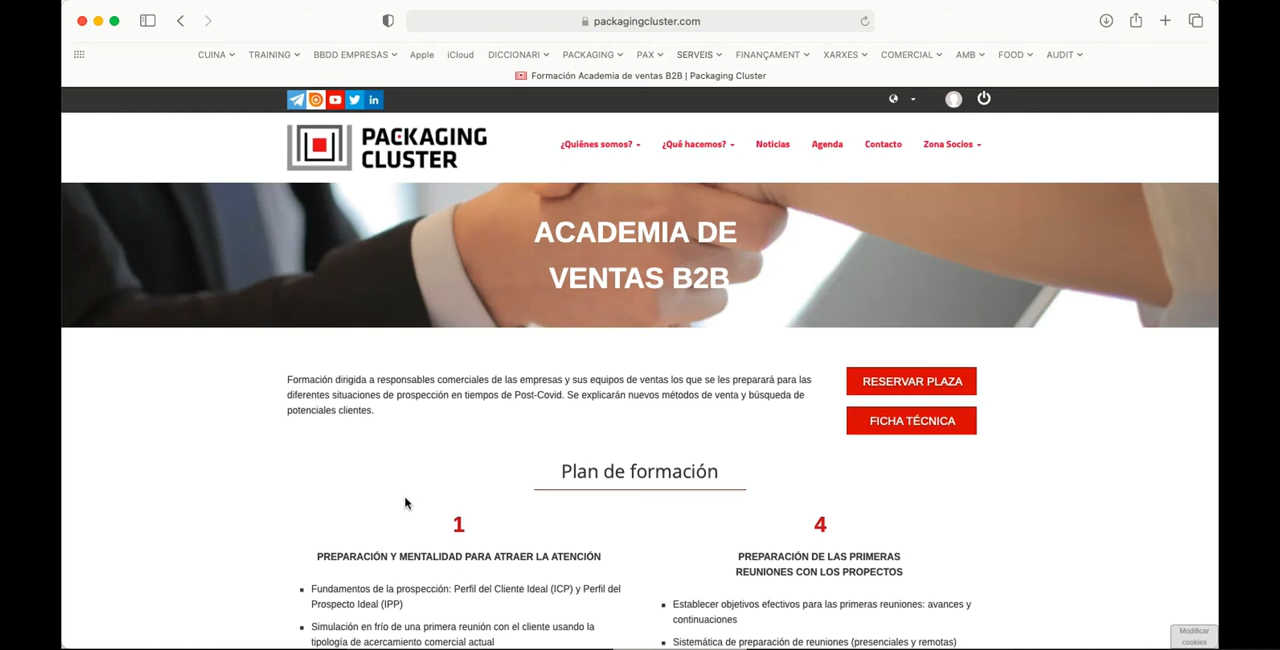 packagingcluster.com
CUINA TRAINING BBDD EMPRESAS Apple iCloud DICCIONARI PACKAGING PAX SERVEIS FINANÇAMENT XARXES COMERCIAL AMB FOOD AUDIT
Formación Academia de ventas B2B | Packaging Cluster
PACKAGING
CLUSTER
¿Quiénes somos? ¿Qué hacemos? Noticias Agenda Contacto Zona Socios
ACADEMIA DE
VENTAS B2B
Formación dirigida a responsables comerciales de las empresas y sus equipos de ventas los que se les preparará para las
diferentes situaciones de prospección en tiempos de Post-Covid. Se explicarán nuevos métodos de venta y búsqueda de
potenciales clientes.
RESERVAR PLAZA
FICHA TÉCNICA
Plan de formación
1
PREPARACIÓN Y MENTALIDAD PARA ATRAER LA ATENCIÓN
Fundamentos de la prospección: Perfil del Cliente Ideal (ICP) y Perfil del
Prospecto Ideal (IPP)
Simulación en frío de una primera reunión con el cliente usando la
tipología de acercamiento comercial actual
4
PREPARACIÓN DE LAS PRIMERAS
REUNIONES CON LOS PROPECTOS
Establecer objetivos efectivos para las primeras reuniones: avances y
continuaciones
Sistemática de preparación de reuniones (presenciales y remotas)
Modificar
cookies